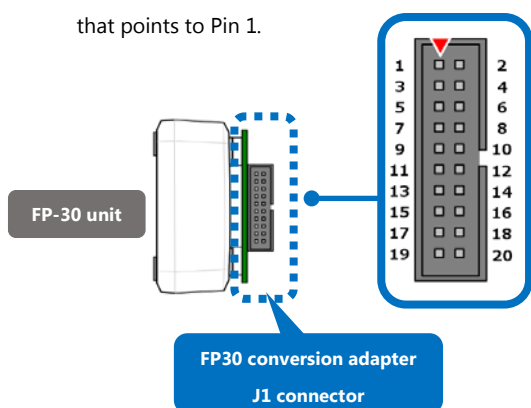 that points to Pin 1.
1 2
3 4
5 6
7 8
9 10
11 12
13 14
15 16
17 18
19 20
FP-30 unit
FP30 conversion adapter
J1 connector